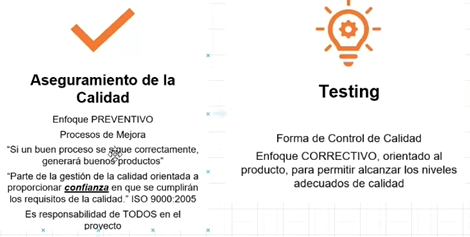 Aseguramiento de la
Calidad
Enfoque PREVENTIVO
Procesos de Mejora
“Si un buen proceso se sigue correctamente,
generará buenos productos”
“Parte de la gestión de la calidad orientada a
proporcionar confianza en que se cumplirán
los requisitos de la calidad.” ISO 9000:2005
Es responsabilidad de TODOS en el
proyecto
Testing
Forma de Control de Calidad
Enfoque CORRECTIVO, orientado al
producto, para permitir alcanzar los niveles
adecuados de calidad